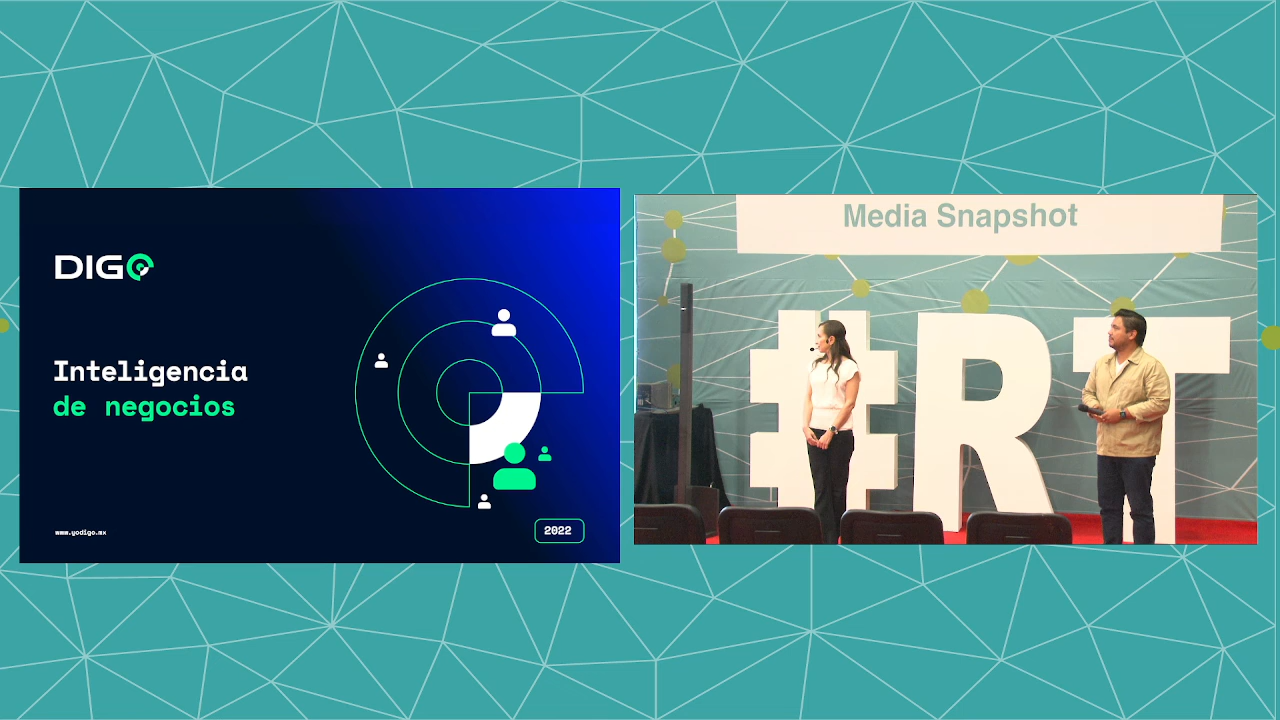 DIGO
Inteligencia
de negocios
www.yodigo.mx
2022
Media Snapshot
#RT